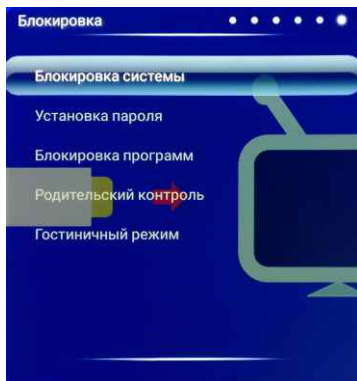 Блокировка
Блокировка системы
Установка пароля
Блокировка программ
Родительский контроль
Гостиничный режим